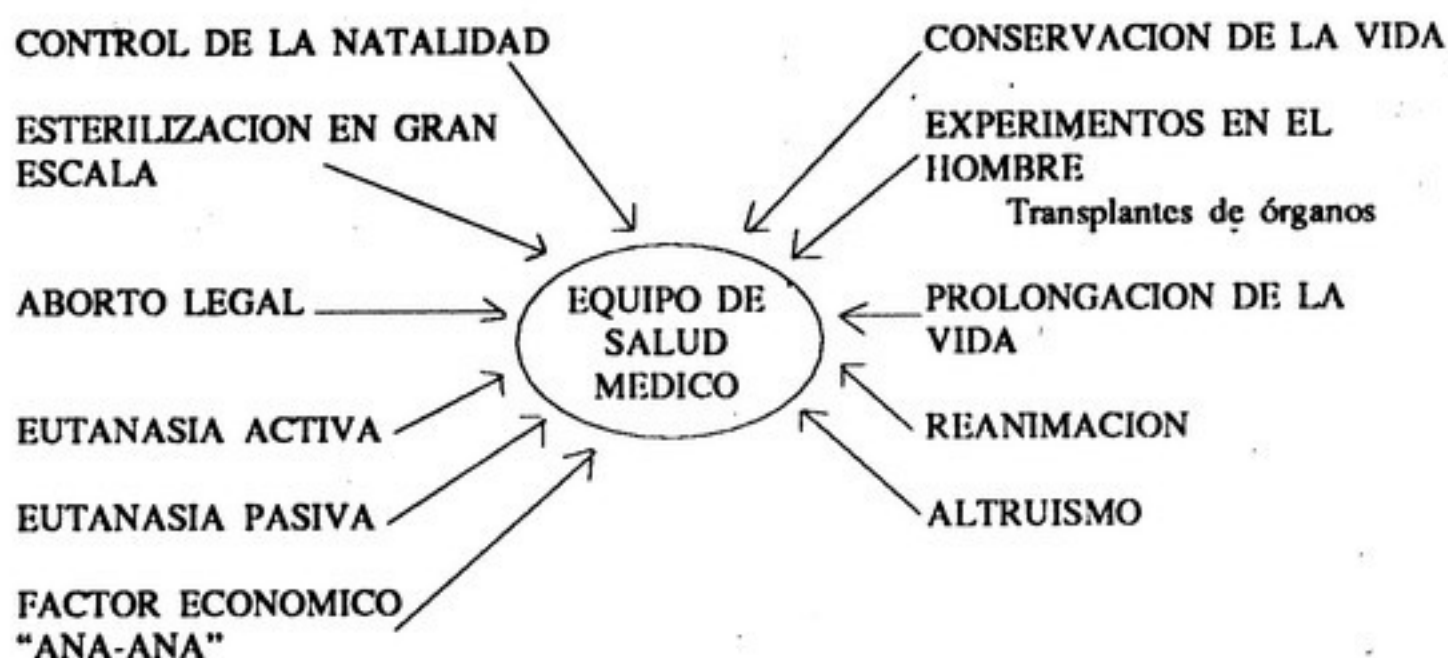 CONTROL DE LA NATALIDAD
ESTERILIZACION EN GRAN
ESCALA
ABORTO LEGAL
EUTANASIA ACTIVA
EUTANASIA PASIVA
FACTOR ECONOMICO
"ANA-ANA"
EQUIPO DE
SALUD
MEDICO
CONSERVACION DE LA VIDA
EXPERIMENTOS EN EL
HOMBRE
Transplantes de órganos
PROLONGACION DE LA
VIDA
REANIMACION
ALTRUISMO